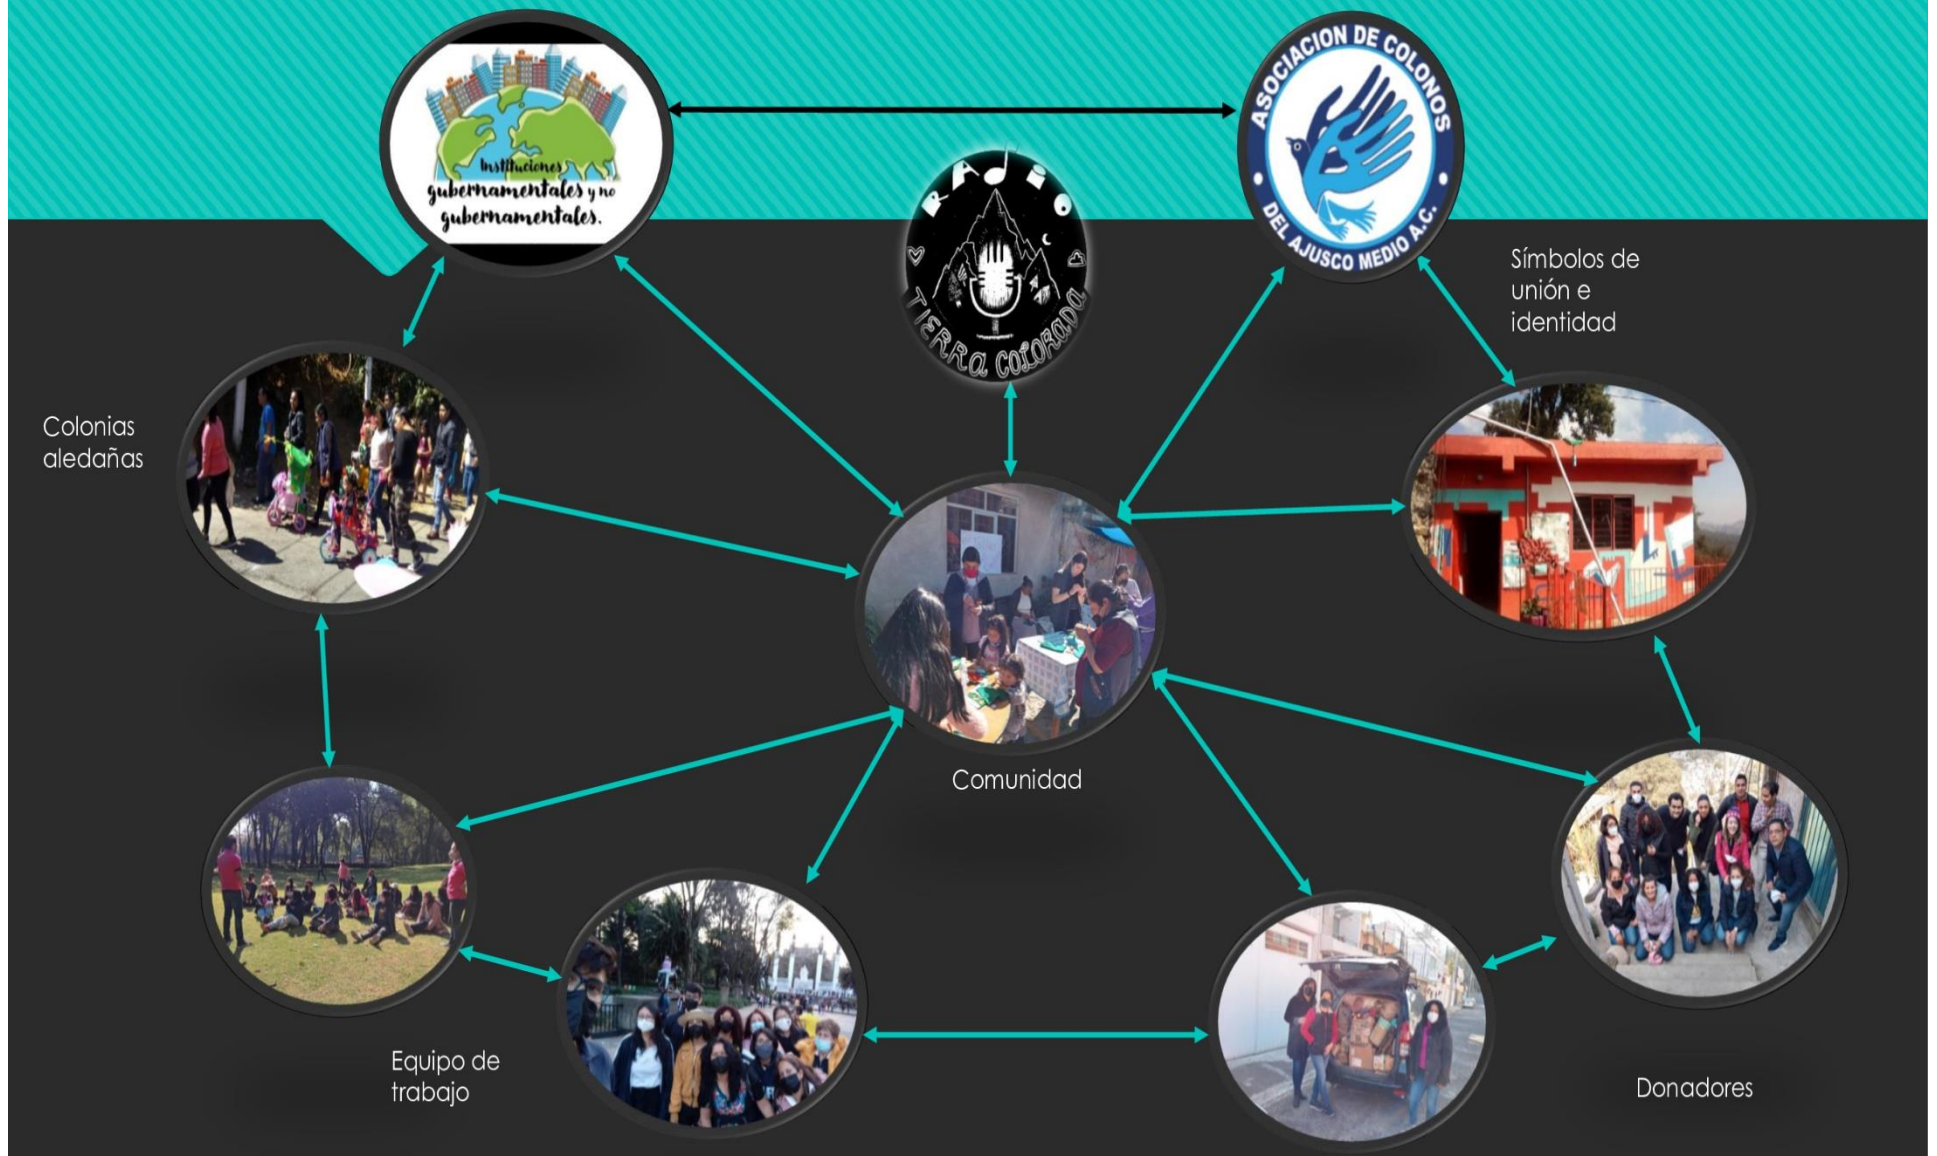 Instituciones
gubernamentales y no
gubernamentales.
ASOCIACION DE COLONOS
DEL AJUSCO MEDIO A.C.
RADIO
TIERRA COLORADA
Símbolos de
unión e
identidad
Colonias
aledañas
Comunidad
Equipo de
trabajo
Donadores